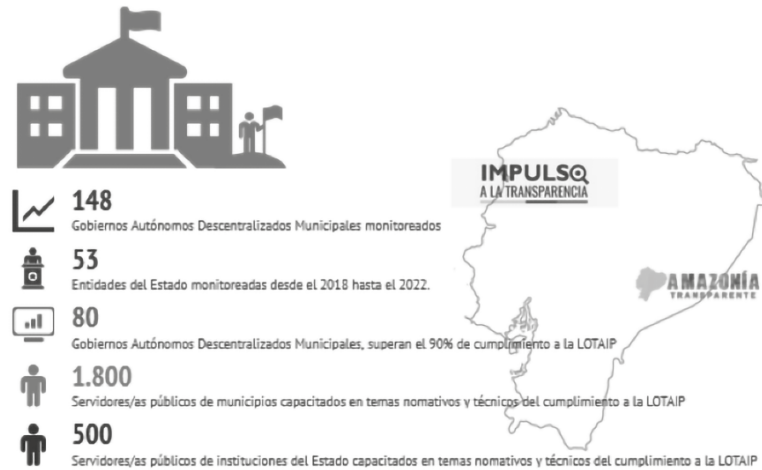 IMPULSO
A LA TRANSPARENCIA
148
Gobiernos Autónomos Descentralizados Municipales monitoreados
53
Entidades del Estado monitoreadas desde el 2018 hasta el 2022.
AMAZONÍA
TRANSPARENTE
80
Gobiernos Autónomos Descentralizados Municipales, superan el 90% de cumplimiento a la LOTAIP
1.800
Servidores/as públicos de municipios capacitados en temas nomativos y técnicos del cumplimiento a la LOTAIP
500
Servidores/as públicos de instituciones del Estado capacitados en temas nomativos y técnicos del cumplimiento a la LOTAIP